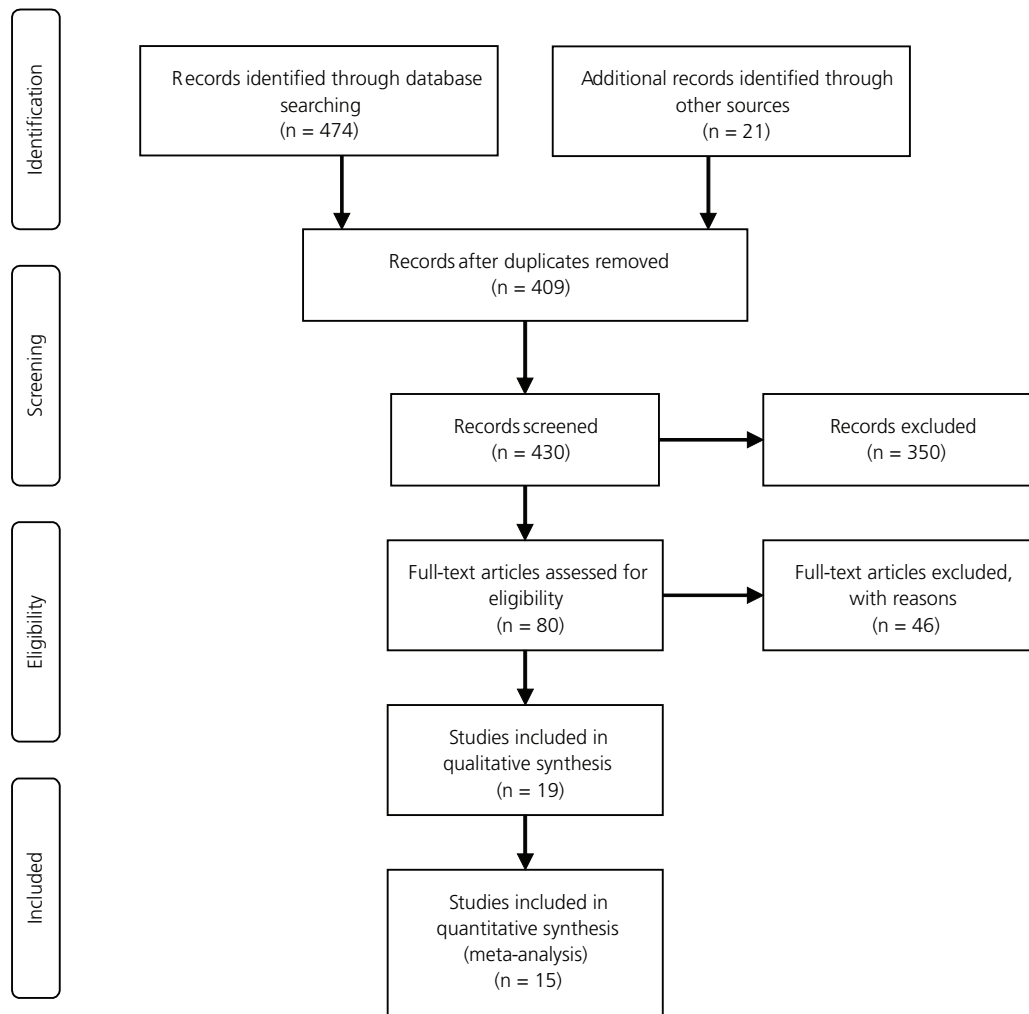 Identification
Records identified through database
searching
(n = 474)
Additional records identified through
other sources
(n = 21)
Records after duplicates removed
(n = 409)
Screening
Records screened
(n = 430)
Records excluded
(n = 350)
Eligibility
Full-text articles assessed for
eligibility
(n = 80)
Full-text articles excluded,
with reasons
(n = 46)
Studies included in
qualitative synthesis
(n = 19)
Included
Studies included in
quantitative synthesis
(meta-analysis)
(n = 15)